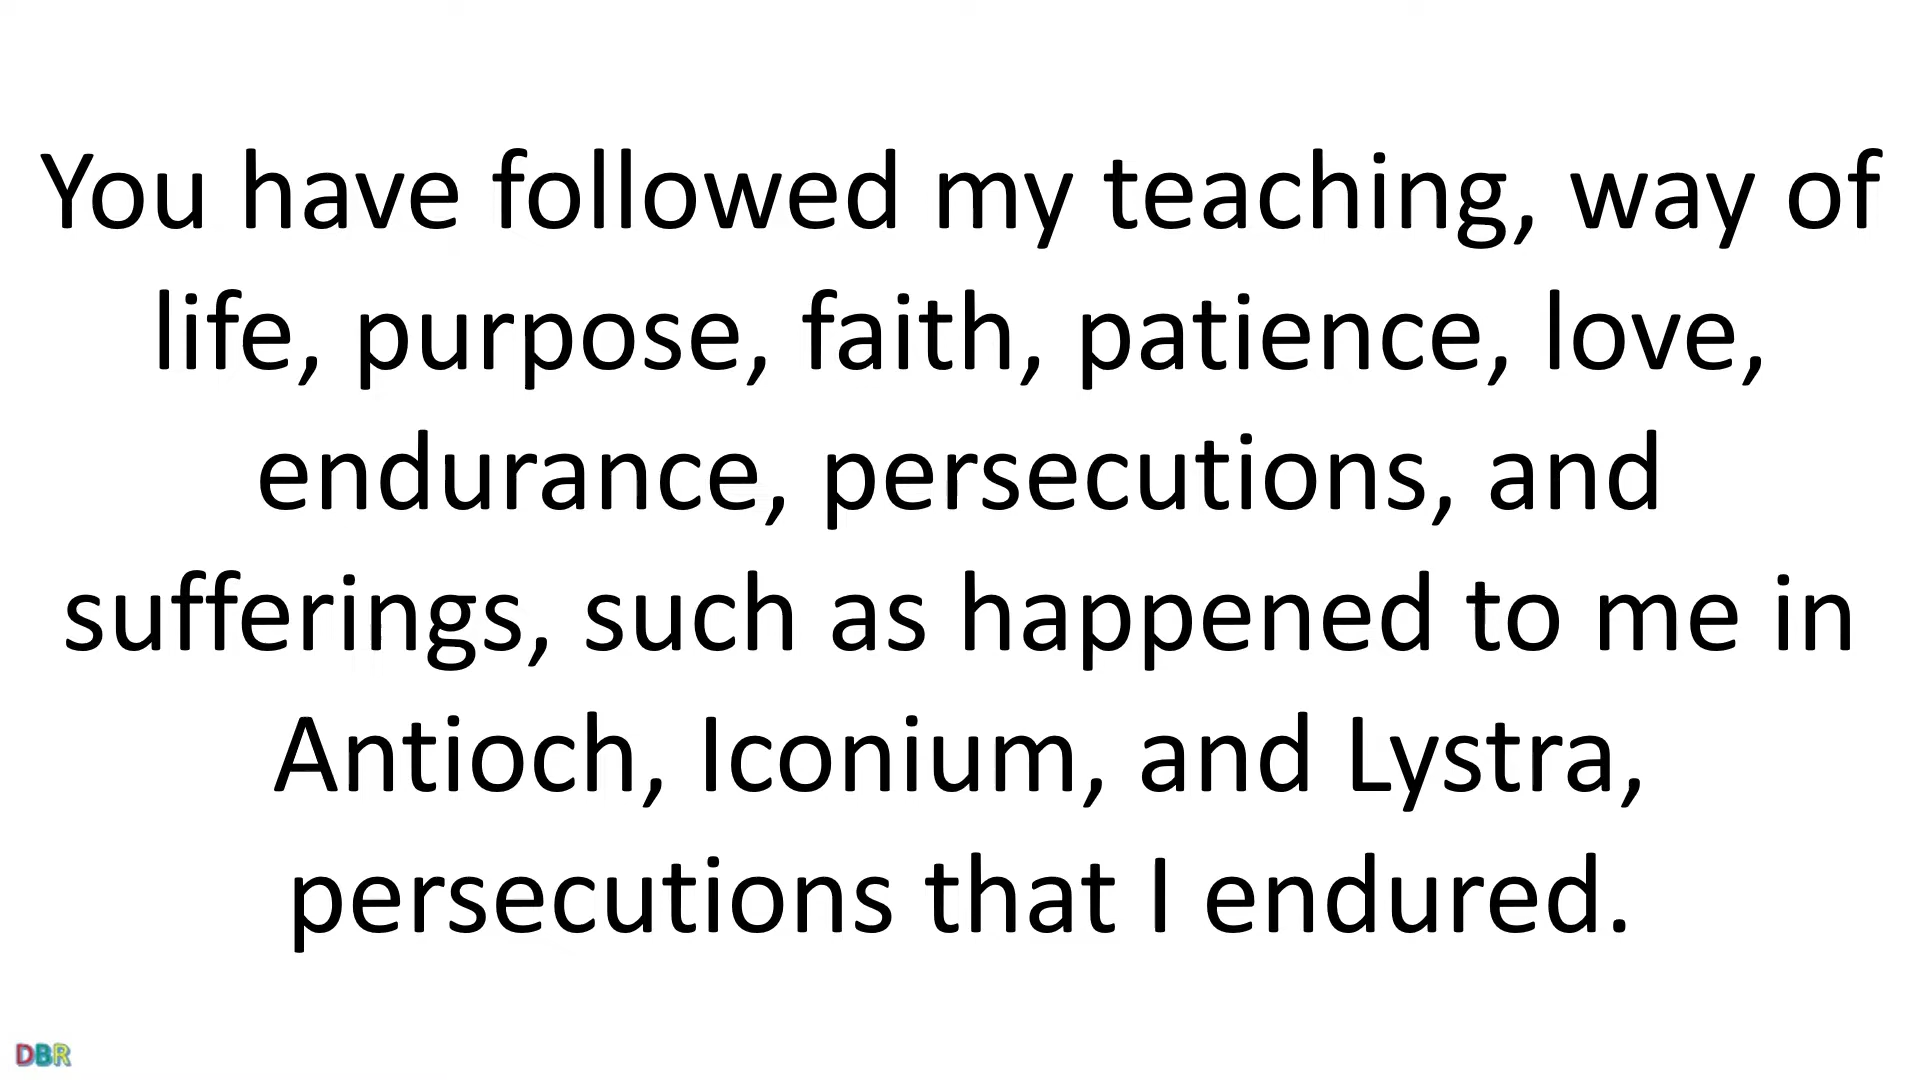 You have followed my teaching, way of
life, purpose, faith, patience, love,
endurance, persecutions, and
sufferings, such as happened to me in
Antioch, Iconium, and Lystra,
persecutions that I endured.
DBR